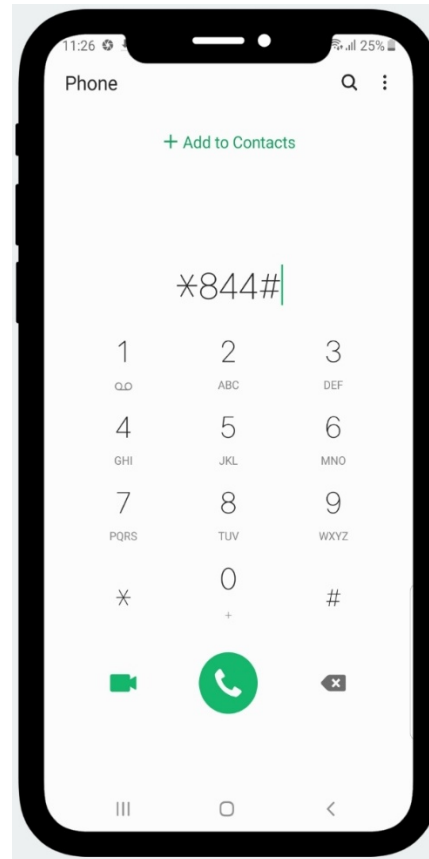 11:26 25%
Phone
+ Add to Contacts
*844#
1 2 3
ABC DEF
4 5 6
GHI JKL MNO
7 8 9
PQRS TUV WXYZ
* 0 #
+